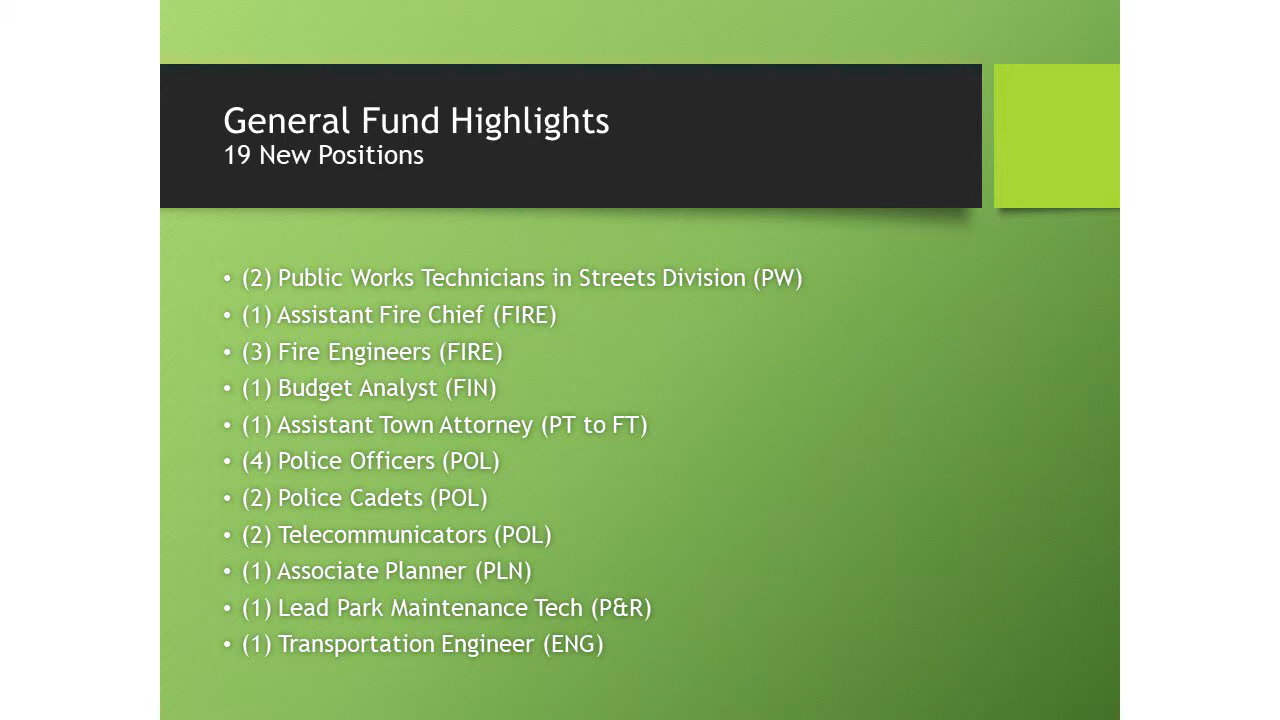 General Fund Highlights
19 New Positions
• (2) Public Works Technicians in Streets Division (PW)
• (1) Assistant Fire Chief (FIRE)
• (3) Fire Engineers (FIRE)
• (1) Budget Analyst (FIN)
• (1) Assistant Town Attorney (PT to FT)
• (4) Police Officers (POL)
• (2) Police Cadets (POL)
• (2) Telecommunicators (POL)
• (1) Associate Planner (PLN)
• (1) Lead Park Maintenance Tech (P&R)
• (1) Transportation Engineer (ENG)